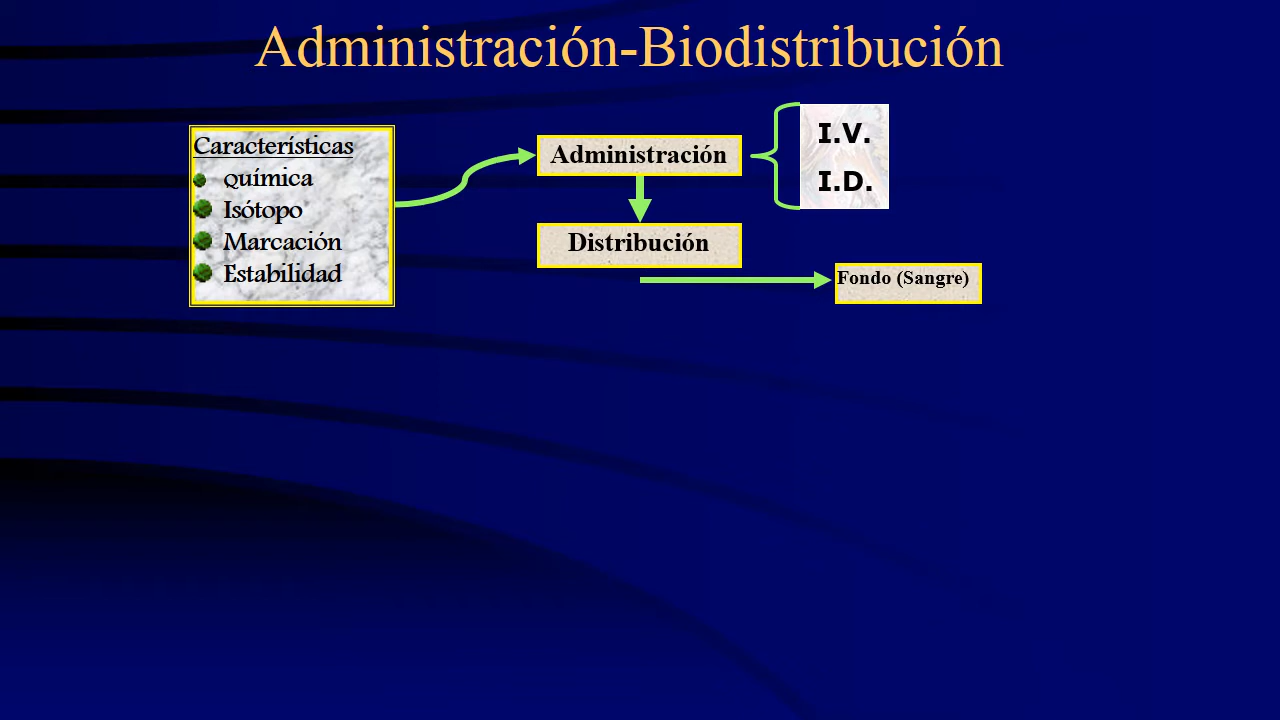 Administración-Biodistribución
Características
química
Isótopo
Marcación
Estabilidad
Administración
I.V.
I.D.
Distribución
Fondo (Sangre)